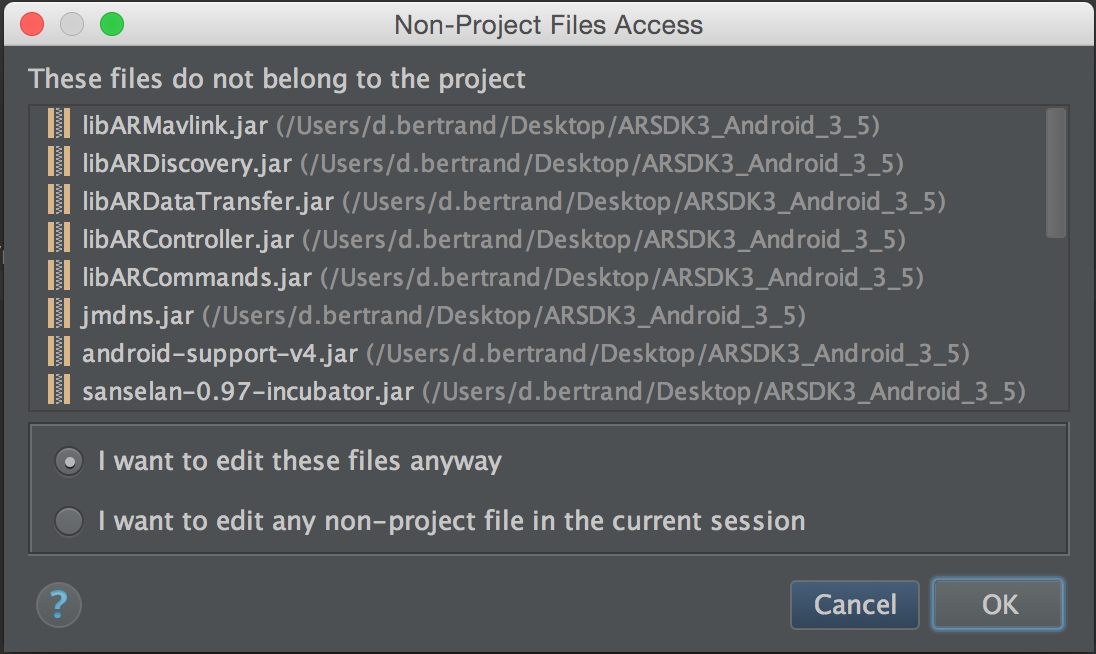 Non-Project Files Access
These files do not belong to the project
libARMavlink.jar (/Users/d.bertrand/Desktop/ARSDK3_Android_3_5)
libARDiscovery.jar (/Users/d.bertrand/Desktop/ARSDK3_Android_3_5)
libARDataTransfer.jar (/Users/d.bertrand/Desktop/ARSDK3_Android_3_5)
libARController.jar (/Users/d.bertrand/Desktop/ARSDK3_Android_3_5)
libARCommands.jar (/Users/d.bertrand/Desktop/ARSDK3_Android_3_5)
jmdns.jar (/Users/d.bertrand/Desktop/ARSDK3_Android_3_5)
android-support-v4.jar (/Users/d.bertrand/Desktop/ARSDK3_Android_3_5)
sanselan-0.97-incubator.jar (/Users/d.bertrand/Desktop/ARSDK3_Android_3_5)
I want to edit these files anyway
I want to edit any non-project file in the current session
? Cancel OK